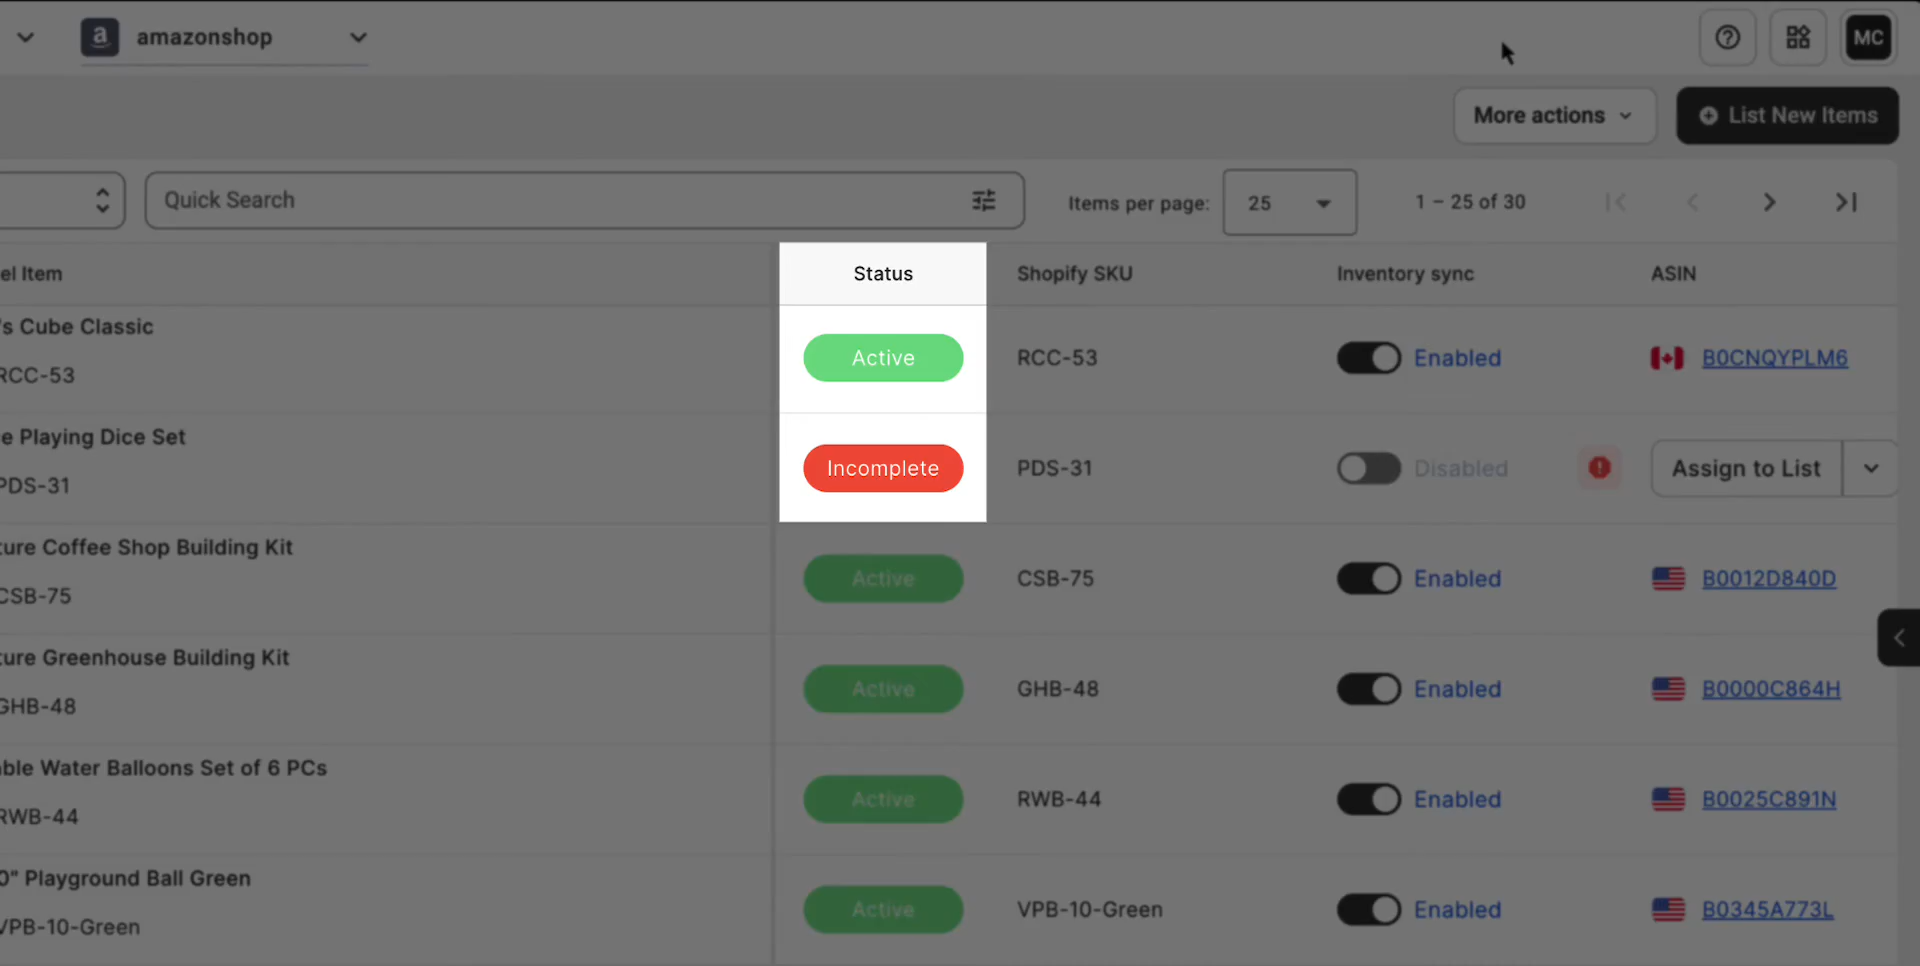 a amazonshop MC
More actions List New Items
Quick Search Items per page: 25 1 – 25 of 30
el Item Status Shopify SKU Inventory sync ASIN
's Cube Classic
RCC-53 Active RCC-53 Enabled B0CNQYPLM6
e Playing Dice Set
PDS-31 Incomplete PDS-31 Disabled Assign to List
ture Coffee Shop Building Kit
CSB-75 Active CSB-75 Enabled B0012D840D
ture Greenhouse Building Kit
GHB-48 Active GHB-48 Enabled B0000C864H
able Water Balloons Set of 6 PCs
RWB-44 Active RWB-44 Enabled B0025C891N
0" Playground Ball Green
VPB-10-Green Active VPB-10-Green Enabled B0345A773L